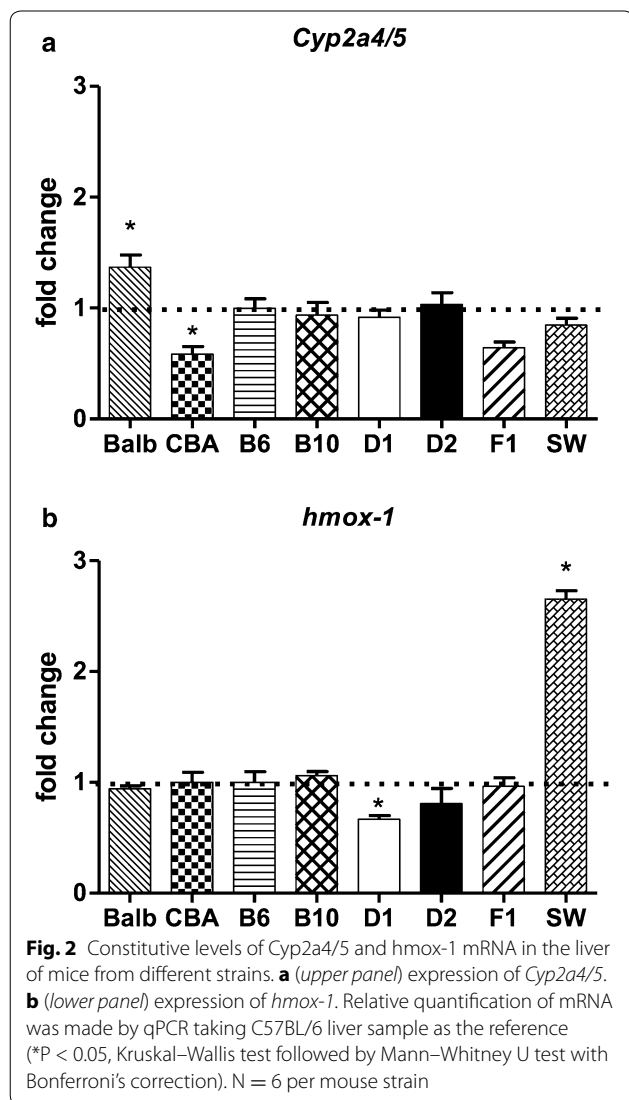 a
Cyp2a4/5
3
2
1
0
fold change
* *
Balb CBA B6 B10 D1 D2 F1 SW
b
hmox-1
3
2
1
0
fold change
* *
Balb CBA B6 B10 D1 D2 F1 SW
Fig. 2 Constitutive levels of Cyp2a4/5 and hmox-1 mRNA in the liver
of mice from different strains. a (upper panel) expression of Cyp2a4/5.
b (lower panel) expression of hmox-1. Relative quantification of mRNA
was made by qPCR taking C57BL/6 liver sample as the reference
(*P < 0.05, Kruskal–Wallis test followed by Mann–Whitney U test with
Bonferroni’s correction). N = 6 per mouse strain